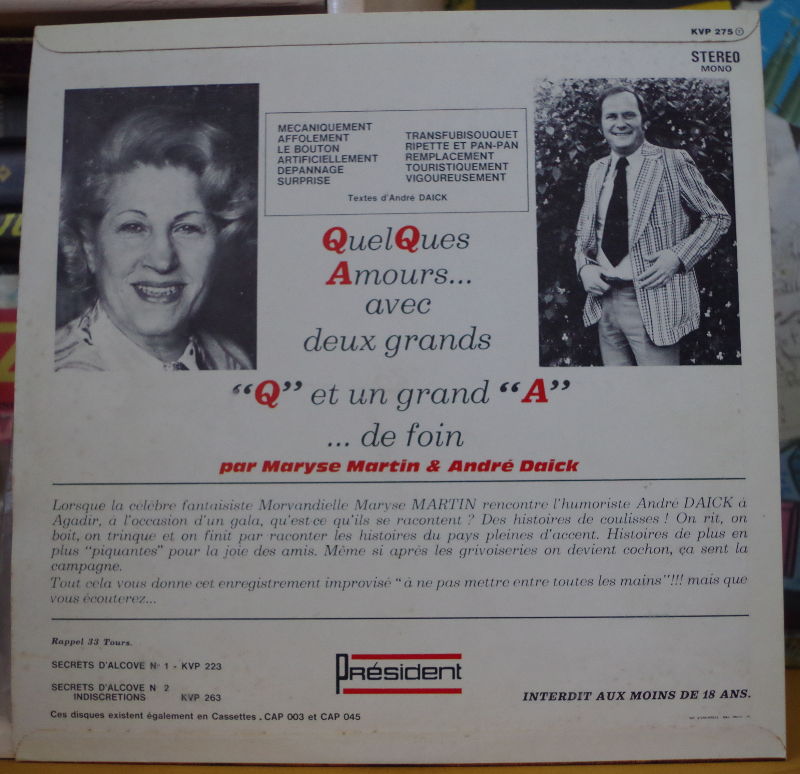 KVP 275
STEREO
MONO
MECANIQUEMENT
AFFOLEMENT
LE BOUTON
ARTIFICIELLEMENT
DEPANNAGE
SURPRISE
TRANSFUBISOUQUET
RIPETTE ET PAN-PAN
REMPLACEMENT
TOURISTIQUEMENT
VIGOUREUSEMENT
Textes d'André DAICK
QuelQues
Amours...
avec
deux grands
“Q” et un grand “A”
... de foin
par Maryse Martin & André Daick
Lorsque la célèbre fantaisiste Morvandielle Maryse MARTIN rencontre l'humoriste André DAICK à
Agadir, à l'occasion d'un gala, qu'est-ce qu'ils se racontent ? Des histoires de coulisses ! On rit, on
boit, on trinque et on finit par raconter les histoires du pays pleines d'accent. Histoires de plus en
plus “piquantes” pour la joie des amis. Même si après les grivoiseries on devient cochon, ça sent la
campagne.
Tout cela vous donne cet enregistrement improvisé “à ne pas mettre entre toutes les mains”!!! mais que
vous écouterez...
Rappel 33 Tours.
SECRETS D'ALCOVE N° 1 - KVP 223
SECRETS D'ALCOVE N 2
INDISCRETIONS KVP 263
Ces disques existent également en Cassettes . CAP 003 et CAP 045
Président
INTERDIT AUX MOINS DE 18 ANS.